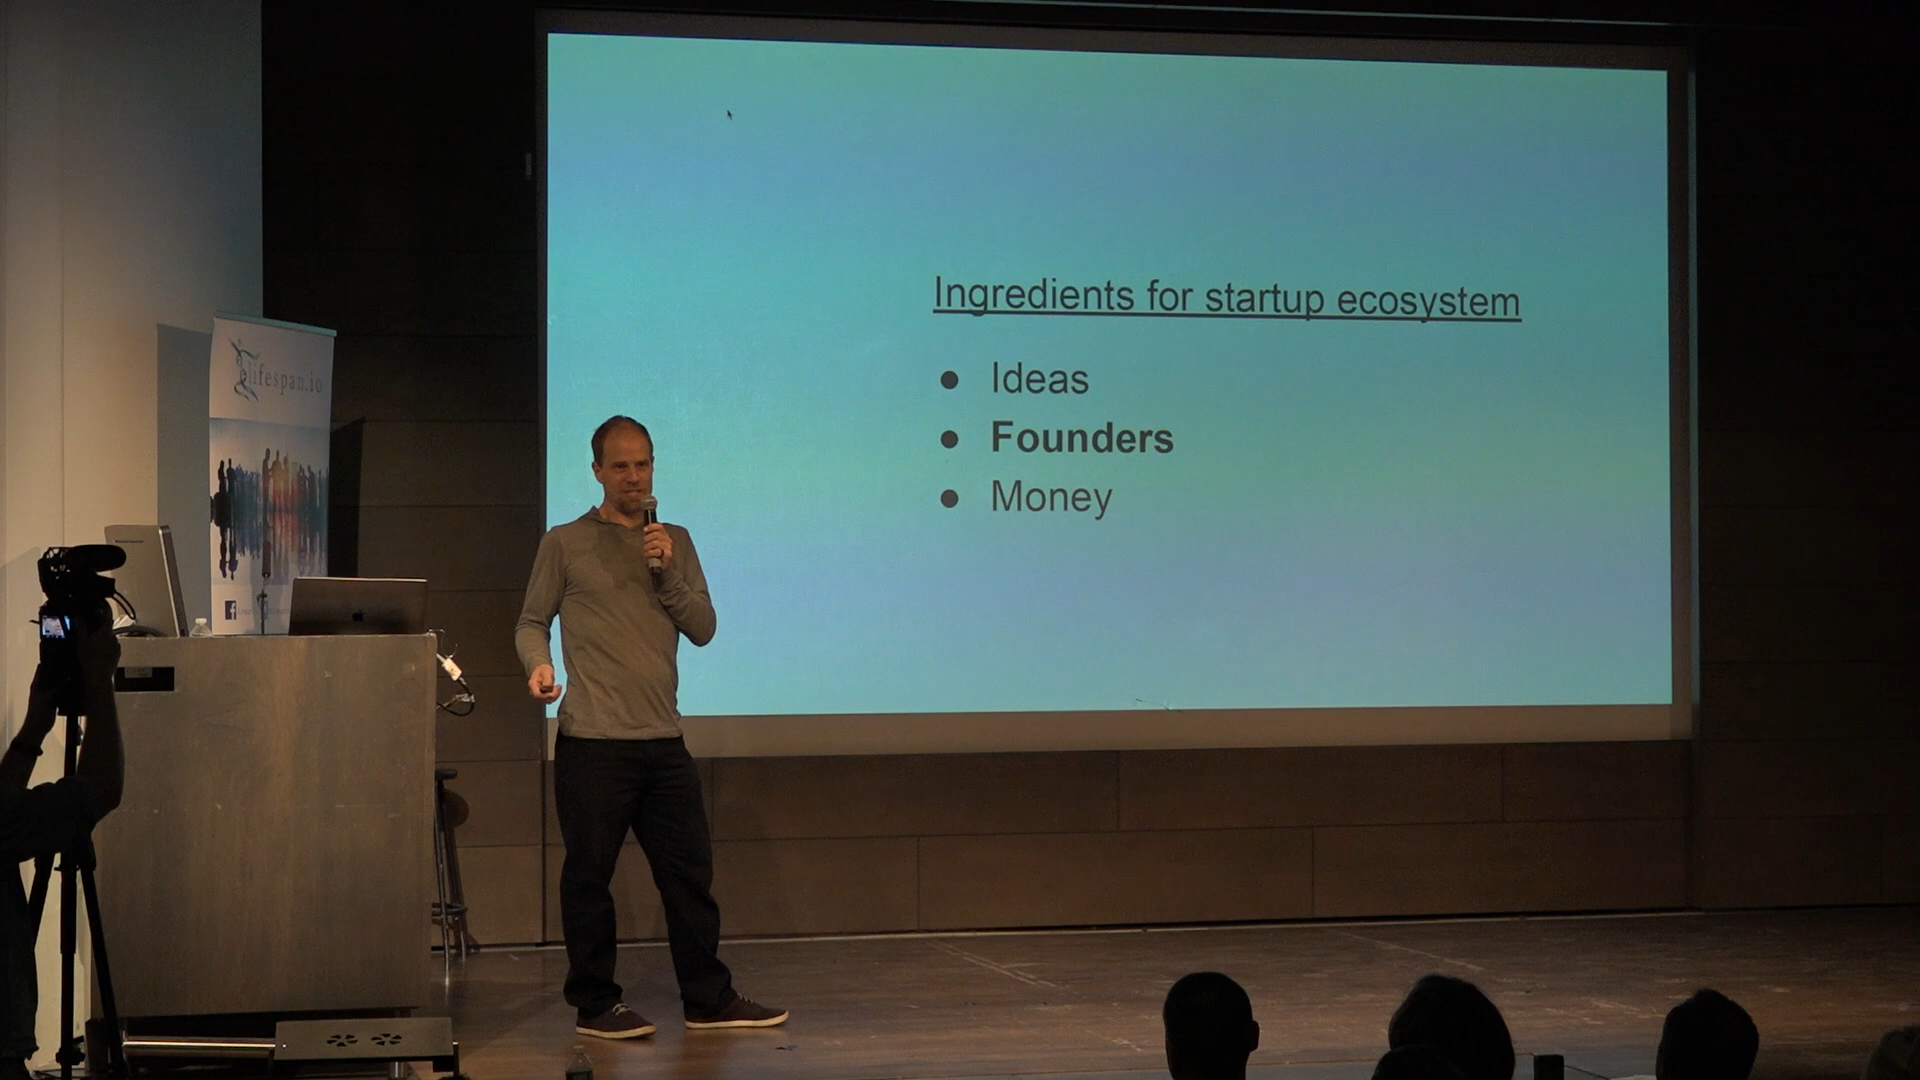 Ingredients for startup ecosystem
● Ideas
● Founders
● Money
lifespan.io